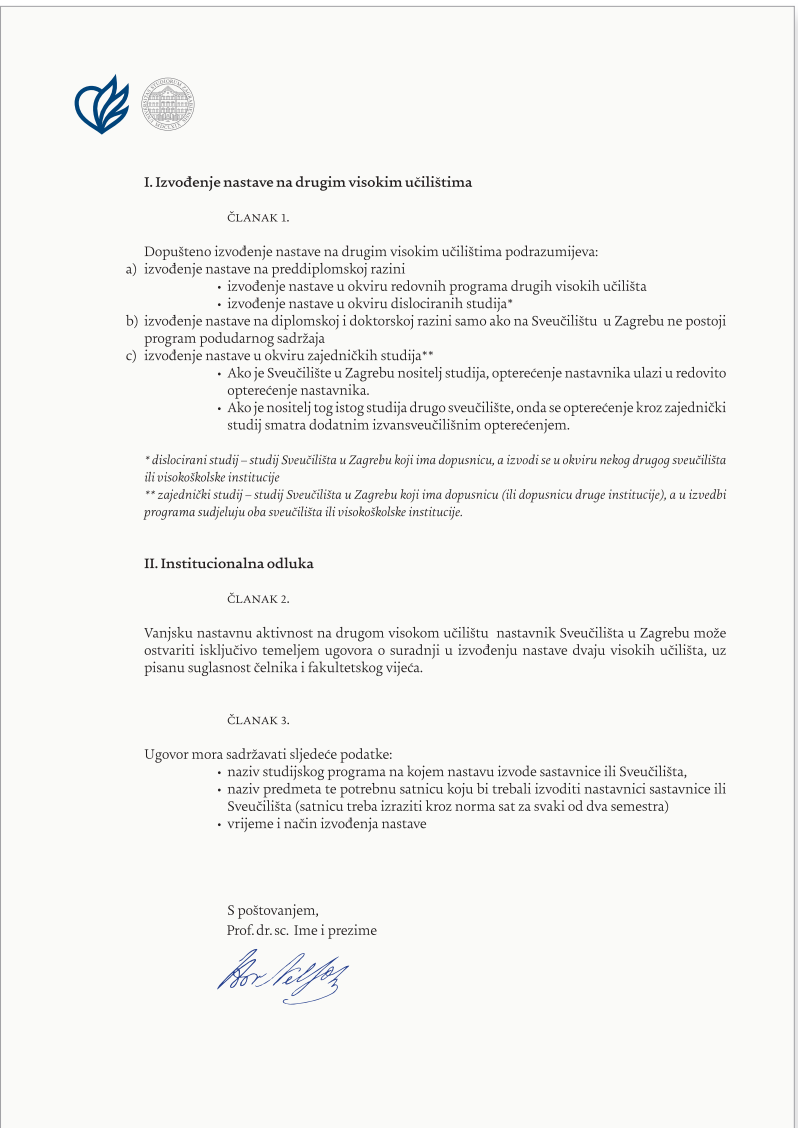 I. Izvođenje nastave na drugim visokim učilištima
ČLANAK 1.
Dopušteno izvođenje nastave na drugim visokim učilištima podrazumijeva:
a) izvođenje nastave na preddiplomskoj razini
• izvođenje nastave u okviru redovnih programa drugih visokih učilišta
• izvođenje nastave u okviru dislociranih studija*
b) izvođenje nastave na diplomskoj i doktorskoj razini samo ako na Sveučilištu u Zagrebu ne postoji
program podudarnog sadržaja
c) izvođenje nastave u okviru zajedničkih studija**
• Ako je Sveučilište u Zagrebu nositelj studija, opterećenje nastavnika ulazi u redovito
opterećenje nastavnika.
• Ako je nositelj tog istog studija drugo sveučilište, onda se opterećenje kroz zajednički
studij smatra dodatnim izvansveučilišnim opterećenjem.
* dislocirani studij – studij Sveučilišta u Zagrebu koji ima dopusnicu, a izvodi se u okviru nekog drugog sveučilišta
ili visokoškolske institucije
** zajednički studij – studij Sveučilišta u Zagrebu koji ima dopusnicu (ili dopusnicu druge institucije), a u izvedbi
programa sudjeluju oba sveučilišta ili visokoškolske institucije.
II. Institucionalna odluka
ČLANAK 2.
Vanjsku nastavnu aktivnost na drugom visokom učilištu nastavnik Sveučilišta u Zagrebu može
ostvariti isključivo temeljem ugovora o suradnji u izvođenju nastave dvaju visokih učilišta, uz
pisanu suglasnost čelnika i fakultetskog vijeća.
ČLANAK 3.
Ugovor mora sadržavati sljedeće podatke:
• naziv studijskog programa na kojem nastavu izvode sastavnice ili Sveučilišta,
• naziv predmeta te potrebnu satnicu koju bi trebali izvoditi nastavnici sastavnice ili
Sveučilišta (satnicu treba izraziti kroz norma sat za svaki od dva semestra)
• vrijeme i način izvođenja nastave
S poštovanjem,
Prof. dr. sc. Ime i prezime